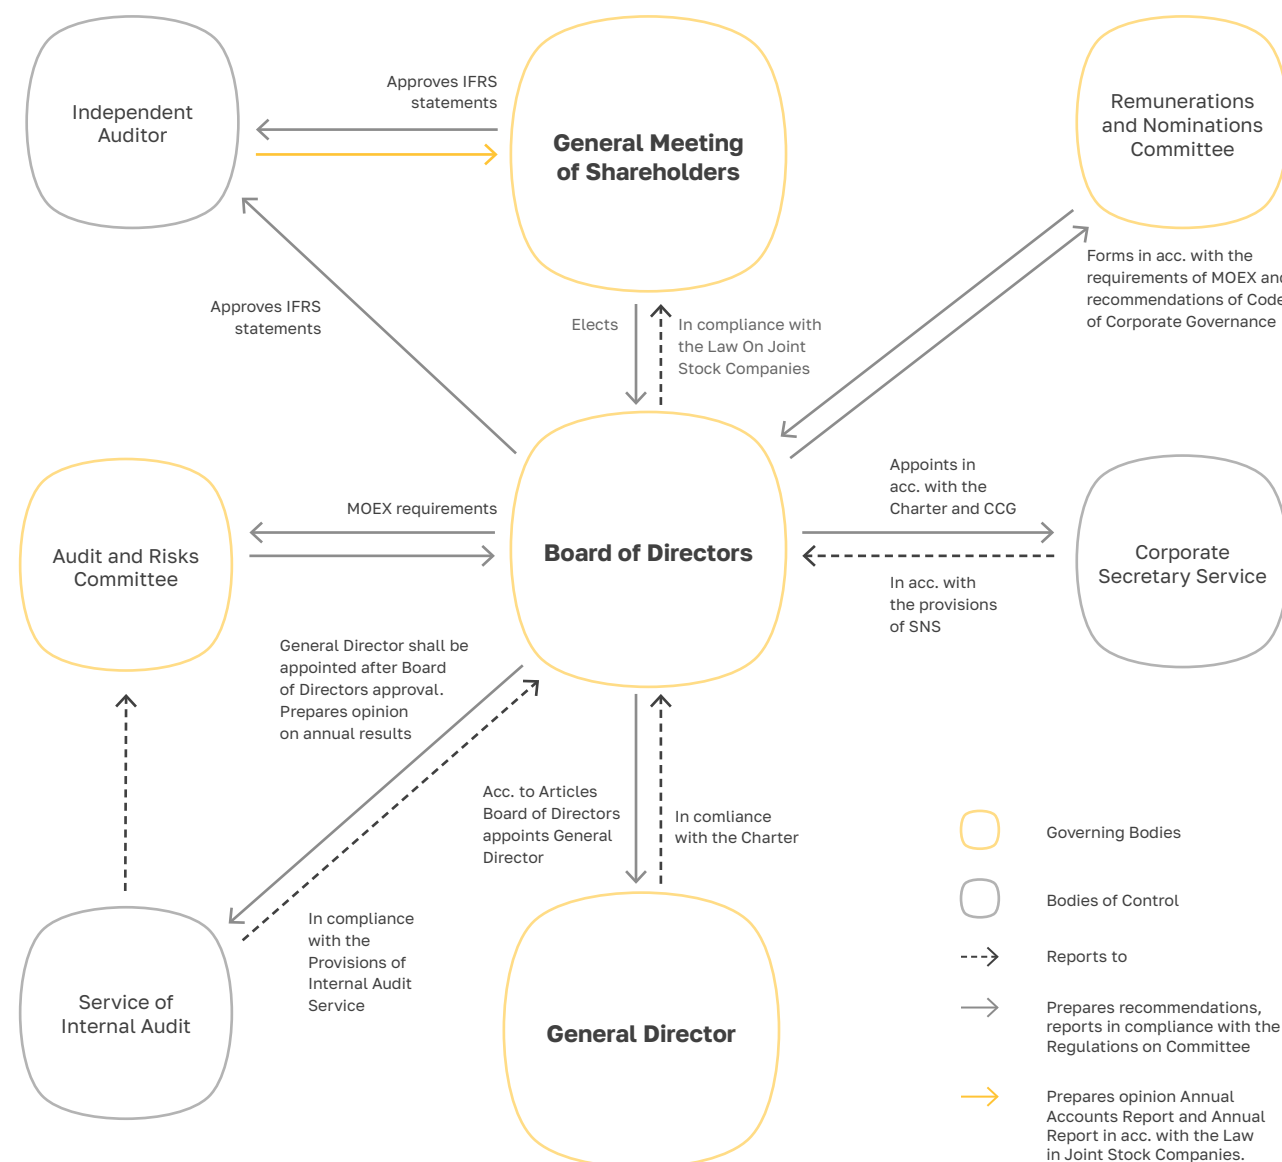 Independent
Auditor
Approves IFRS
statements
General Meeting
of Shareholders
Remunerations
and Nominations
Committee
Forms in acc. with the
requirements of MOEX and
recommendations of Code
of Corporate Governance
Approves IFRS
statements
Elects
In compliance with
the Law On Joint
Stock Companies
Audit and Risks
Committee
MOEX requirements
Board of Directors
Appoints in
acc. with the
Charter and CCG
In acc. with
the provisions
of SNS
Corporate
Secretary Service
General Director shall be
appointed after Board
of Directors approval.
Prepares opinion
on annual results
Acc. to Articles
Board of Directors
appoints General
Director
In comliance
with the Charter
In compliance
with the
Provisions of
Internal Audit
Service
Service of
Internal Audit
General Director
Governing Bodies
Bodies of Control
Reports to
Prepares recommendations,
reports in compliance with the
Regulations on Committee
Prepares opinion Annual
Accounts Report and Annual
Report in acc. with the Law
in Joint Stock Companies.